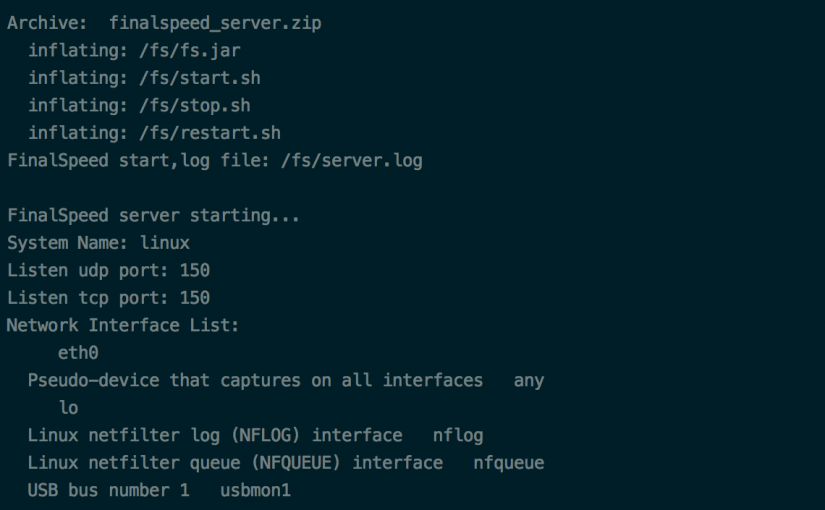 Archive:  finalspeed_server.zip
  inflating: /fs/fs.jar
  inflating: /fs/start.sh
  inflating: /fs/stop.sh
  inflating: /fs/restart.sh
FinalSpeed start,log file: /fs/server.log

FinalSpeed server starting...
System Name: linux
Listen udp port: 150
Listen tcp port: 150
Network Interface List:
     eth0
  Pseudo-device that captures on all interfaces   any
     lo
  Linux netfilter log (NFLOG) interface   nflog
  Linux netfilter queue (NFQUEUE) interface   nfqueue
  USB bus number 1   usbmon1